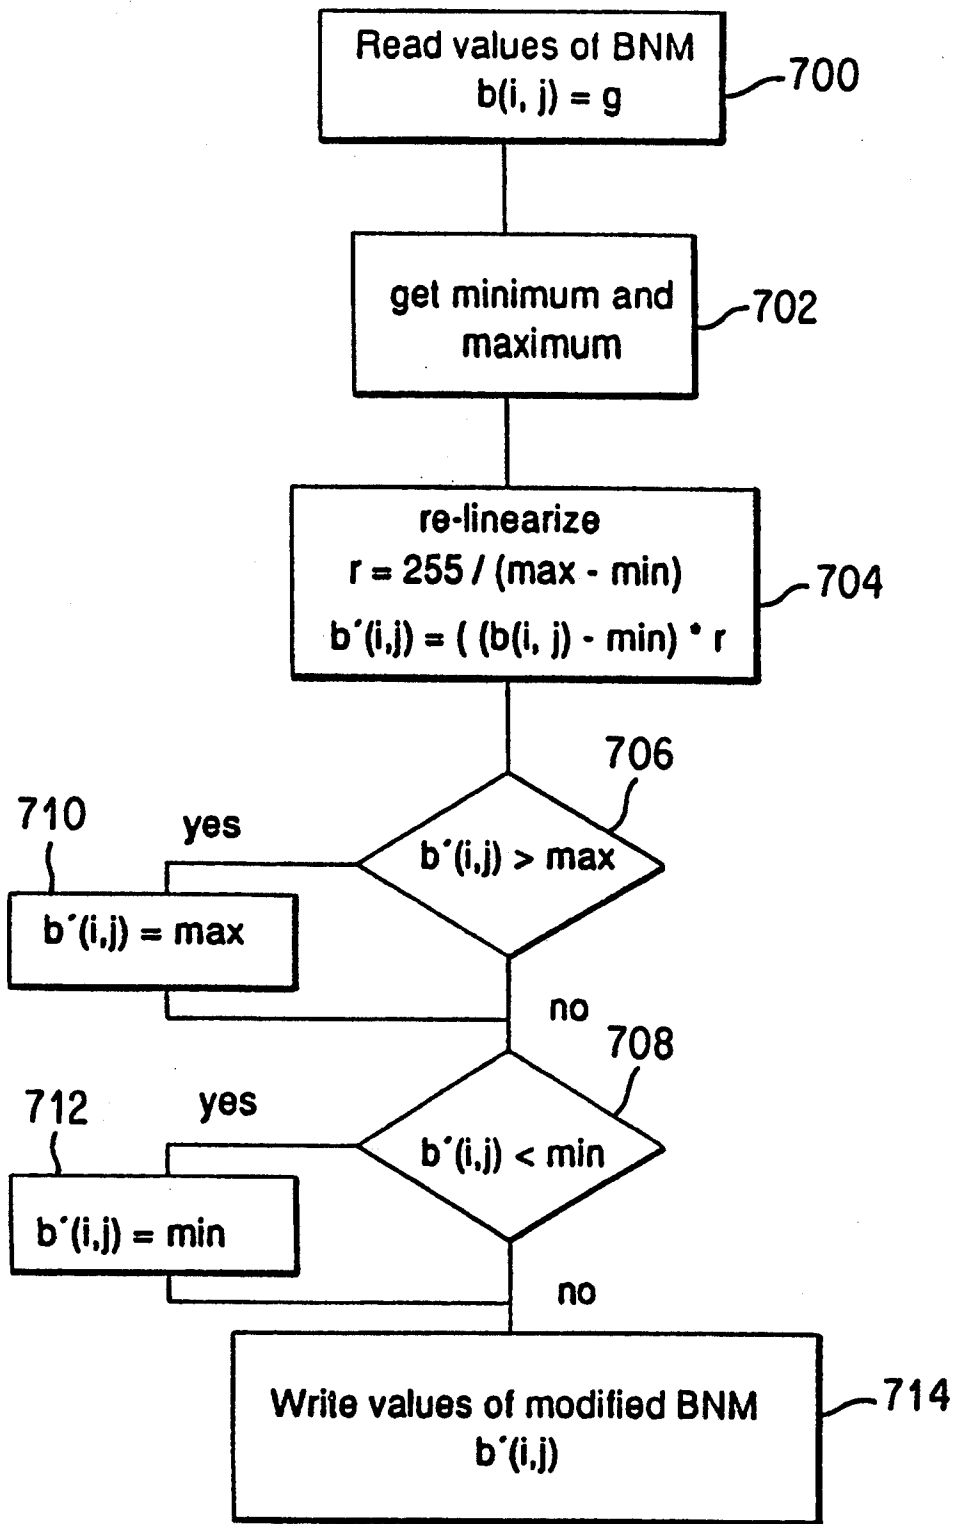 Read values of BNM
b(i, j) = g
700
get minimum and
maximum
702
re-linearize
r = 255 / (max - min)
b´(i,j) = ( (b(i, j) - min) * r
704
706
b´(i,j) > max
yes
710
b´(i,j) = max
no
708
b´(i,j) < min
yes
712
b´(i,j) = min
no
Write values of modified BNM
b´(i,j)
714